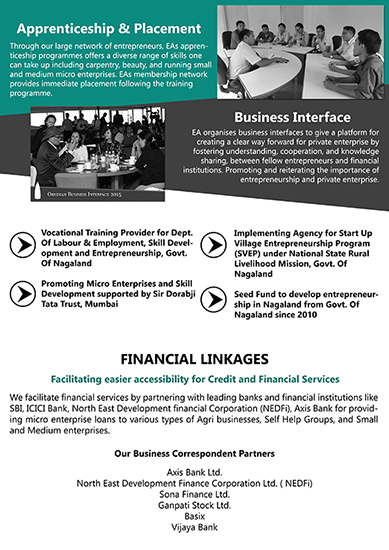 Apprenticeship & Placement
Through our large network of entrepreneurs, EAs appren-
ticeship programmes offers a diverse range of skills one
can take up including carpentry, beauty, and running small
and medium micro enterprises. EAs membership network
provides immediate placement following the training
programme.
Business Interface
EA organises business interfaces to give a platform for
creating a clear way forward for private enterprise by
fostering understanding, cooperation, and knowledge
sharing, between fellow entrepreneurs and financial
institutions. Promoting and reiterating the importance of
entrepreneurship and private enterprise.
Obsidian Business Interface 2015
Vocational Training Provider for Dept.
Of Labour & Employment, Skill Devel-
opment and Entrepreneurship, Govt.
Of Nagaland
Implementing Agency for Start Up
Village Entrepreneurship Program
(SVEP) under National State Rural
Livelihood Mission, Govt. Of
Nagaland
Promoting Micro Enterprises and Skill
Development supported by Sir Dorabji
Tata Trust, Mumbai
Seed Fund to develop entrepreneur-
ship in Nagaland from Govt. Of
Nagaland since 2010
FINANCIAL LINKAGES
Facilitating easier accessibility for Credit and Financial Services
We facilitate financial services by partnering with leading banks and financial institutions like
SBI, ICICI Bank, North East Development financial Corporation (NEDFi), Axis Bank for provid-
ing micro enterprise loans to various types of Agri businesses, Self Help Groups, and Small
and Medium enterprises.
Our Business Correspondent Partners
Axis Bank Ltd.
North East Development Finance Corporation Ltd. ( NEDFi)
Sona Finance Ltd.
Ganpati Stock Ltd.
Basix
Vijaya Bank